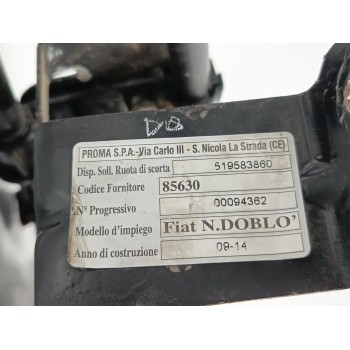 DB
PROMA S.P.A.-Via Carlo III - S. Nicola La Strada (CE)
Disp. Soll. Ruota di scorta 519583860
Codice Fornitore 85630
N° Progressivo 00094362
Modello d'impiego Fiat N.DOBLO'
Anno di costruzione 09-14